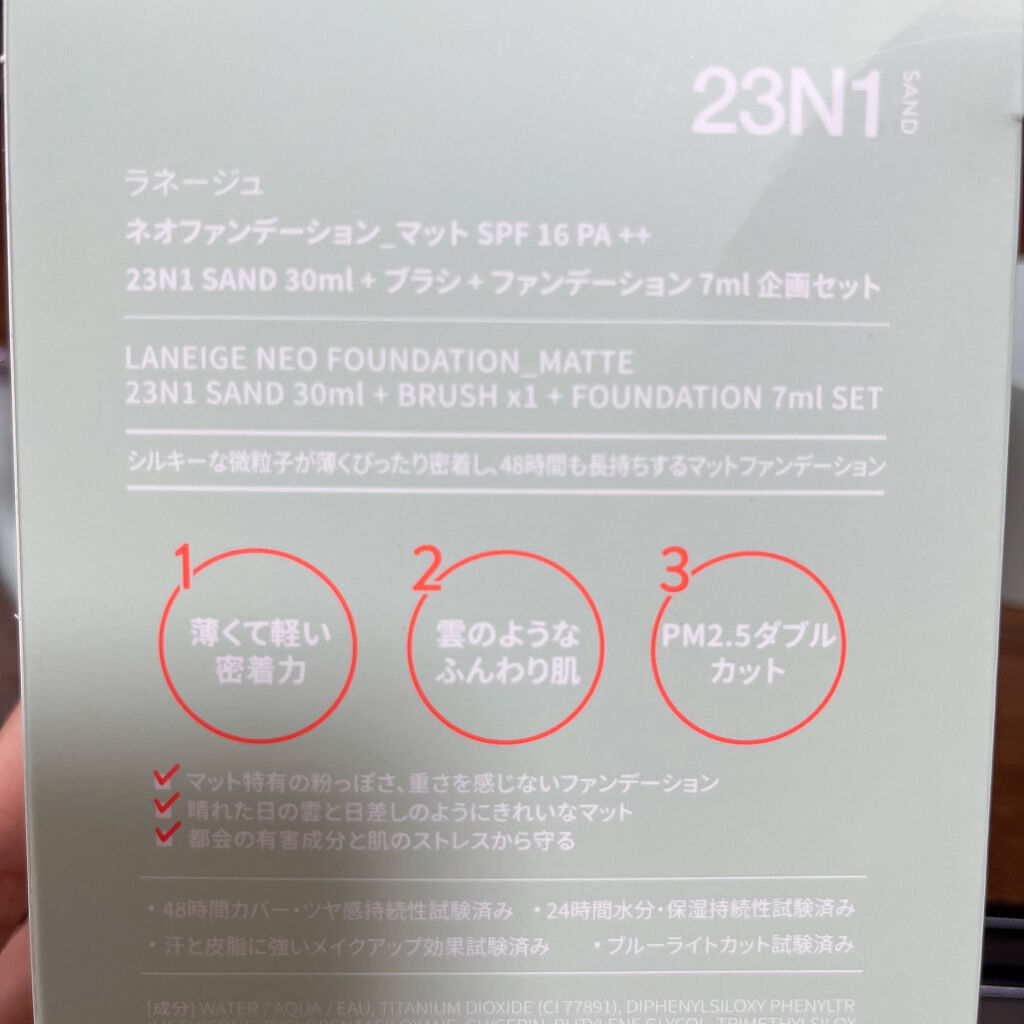 23N1 SAND
ラネージュ
ネオファンデーション_マット SPF 16 PA ++
23N1 SAND 30ml + ブラシ + ファンデーション 7ml 企画セット
LANEIGE NEO FOUNDATION_MATTE
23N1 SAND 30ml + BRUSH x1 + FOUNDATION 7ml SET
シルキーな微粒子が薄くぴったり密着し、48時間も長持ちするマットファンデーション
1
薄くて軽い
密着力
2
雲のような
ふんわり肌
3
PM2.5ダブル
カット
マット特有の粉っぽさ、重さを感じないファンデーション
晴れた日の雲と日差しのようにきれいなマット
都会の有害成分と肌のストレスから守る
・48時間カバー・ツヤ感持続性試験済み ・24時間水分・保湿持続性試験済み
・汗と皮脂に強いメイクアップ効果試験済み ・ブルーライトカット試験済み
[成分] WATER / AQUA / EAU, TITANIUM DIOXIDE (CI 77891), DIPHENYLSILOXY PHENYLTR
GLYCERIN, BUTYLENE GLYCOL, TRIMETHYLSILOX